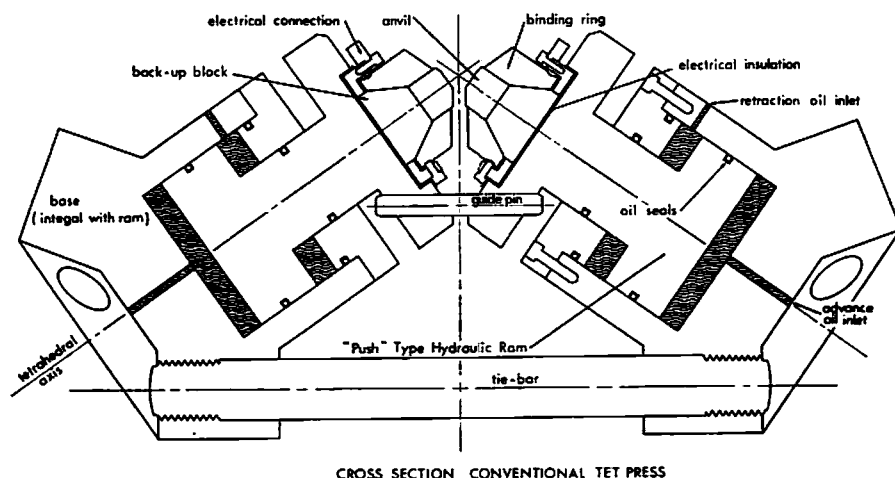 electrical connection
anvil
binding ring
back-up block
electrical insulation
retraction oil inlet
base
(integal with ram)
guide pin
oil seals
advance
oil inlet
"Push" Type Hydraulic Ram
tetrahedral
axis
tie-bar
CROSS SECTION CONVENTIONAL TET PRESS